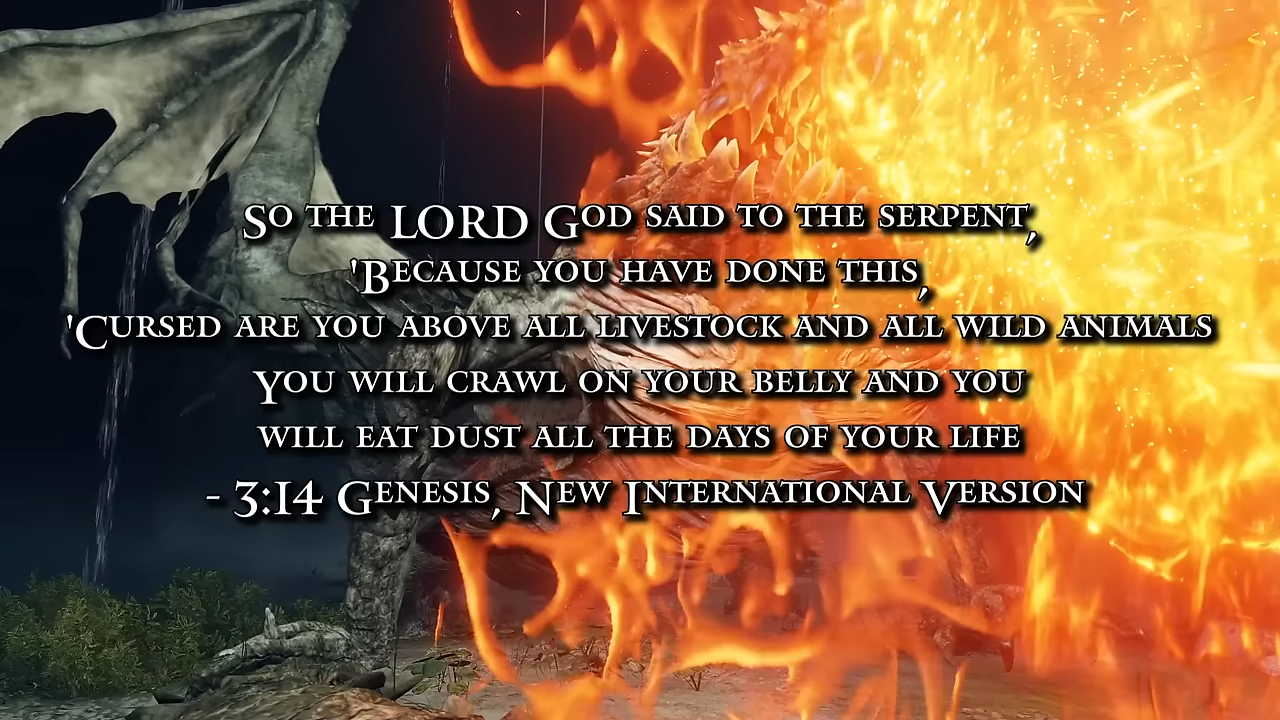 So the LORD God said to the serpent,
'Because you have done this,
'Cursed are you above all livestock and all wild animals
You will crawl on your belly and you
will eat dust all the days of your life
- 3:14 Genesis, New International Version